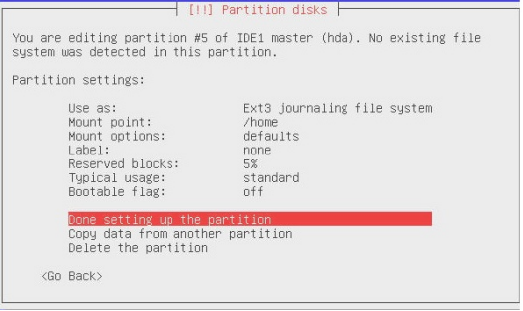 [!!] Partition disks
You are editing partition #5 of IDE1 master (hda). No existing file
system was detected in this partition.
Partition settings:
Use as: Ext3 journaling file system
Mount point: /home
Mount options: defaults
Label: none
Reserved blocks: 5%
Typical usage: standard
Bootable flag: off
Done setting up the partition
Copy data from another partition
Delete the partition
<Go Back>